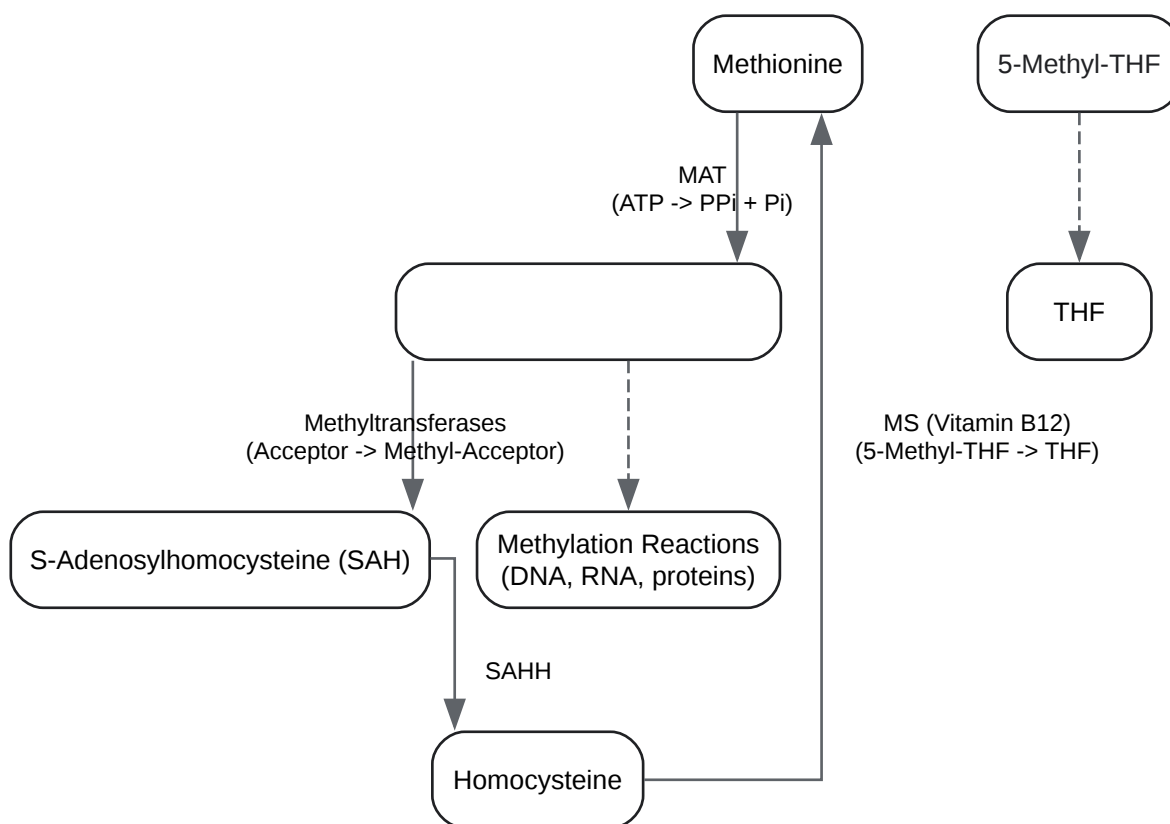 Methionine
5-Methyl-THF
MAT
(ATP -> PPi + Pi)
THF
Methyltransferases
(Acceptor -> Methyl-Acceptor)
MS (Vitamin B12)
(5-Methyl-THF -> THF)
S-Adenosylhomocysteine (SAH)
Methylation Reactions
(DNA, RNA, proteins)
SAHH
Homocysteine